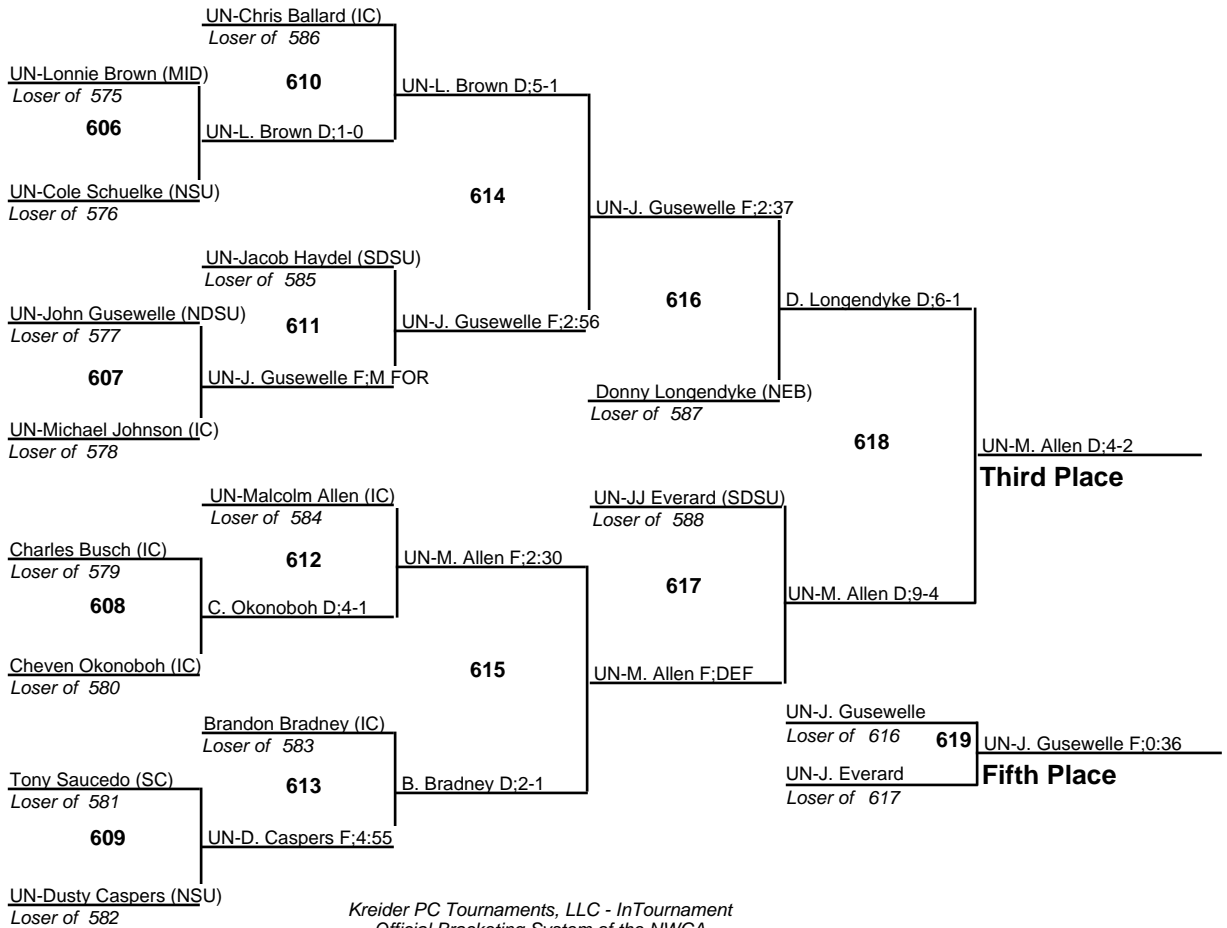 UN-Chris Ballard (IC)
Loser of 586
UN-Lonnie Brown (MID)
Loser of 575
610
UN-L. Brown D;5-1
606
UN-L. Brown D;1-0
UN-Cole Schuelke (NSU)
Loser of 576
614
UN-J. Gusewelle F;2:37
UN-Jacob Haydel (SDSU)
Loser of 585
UN-John Gusewelle (NDSU)
Loser of 577
611
UN-J. Gusewelle F;2:56
616
D. Longendyke D;6-1
607
UN-J. Gusewelle F;M FOR
Donny Longendyke (NEB)
Loser of 587
UN-Michael Johnson (IC)
Loser of 578
618
UN-M. Allen D;4-2
Third Place
UN-Malcolm Allen (IC)
Loser of 584
UN-JJ Everard (SDSU)
Loser of 588
Charles Busch (IC)
Loser of 579
612
UN-M. Allen F;2:30
617
608
C. Okonoboh D;4-1
UN-M. Allen D;9-4
Cheven Okonoboh (IC)
Loser of 580
615
UN-M. Allen F;DEF
Brandon Bradney (IC)
Loser of 583
UN-J. Gusewelle
Loser of 616
619
UN-J. Gusewelle F;0:36
Fifth Place
UN-J. Everard
Loser of 617
Tony Saucedo (SC)
Loser of 581
613
B. Bradney D;2-1
609
UN-D. Caspers F;4:55
UN-Dusty Caspers (NSU)
Loser of 582
Kreider PC Tournaments, LLC - InTournament
Official Bracketing System of the NWCA